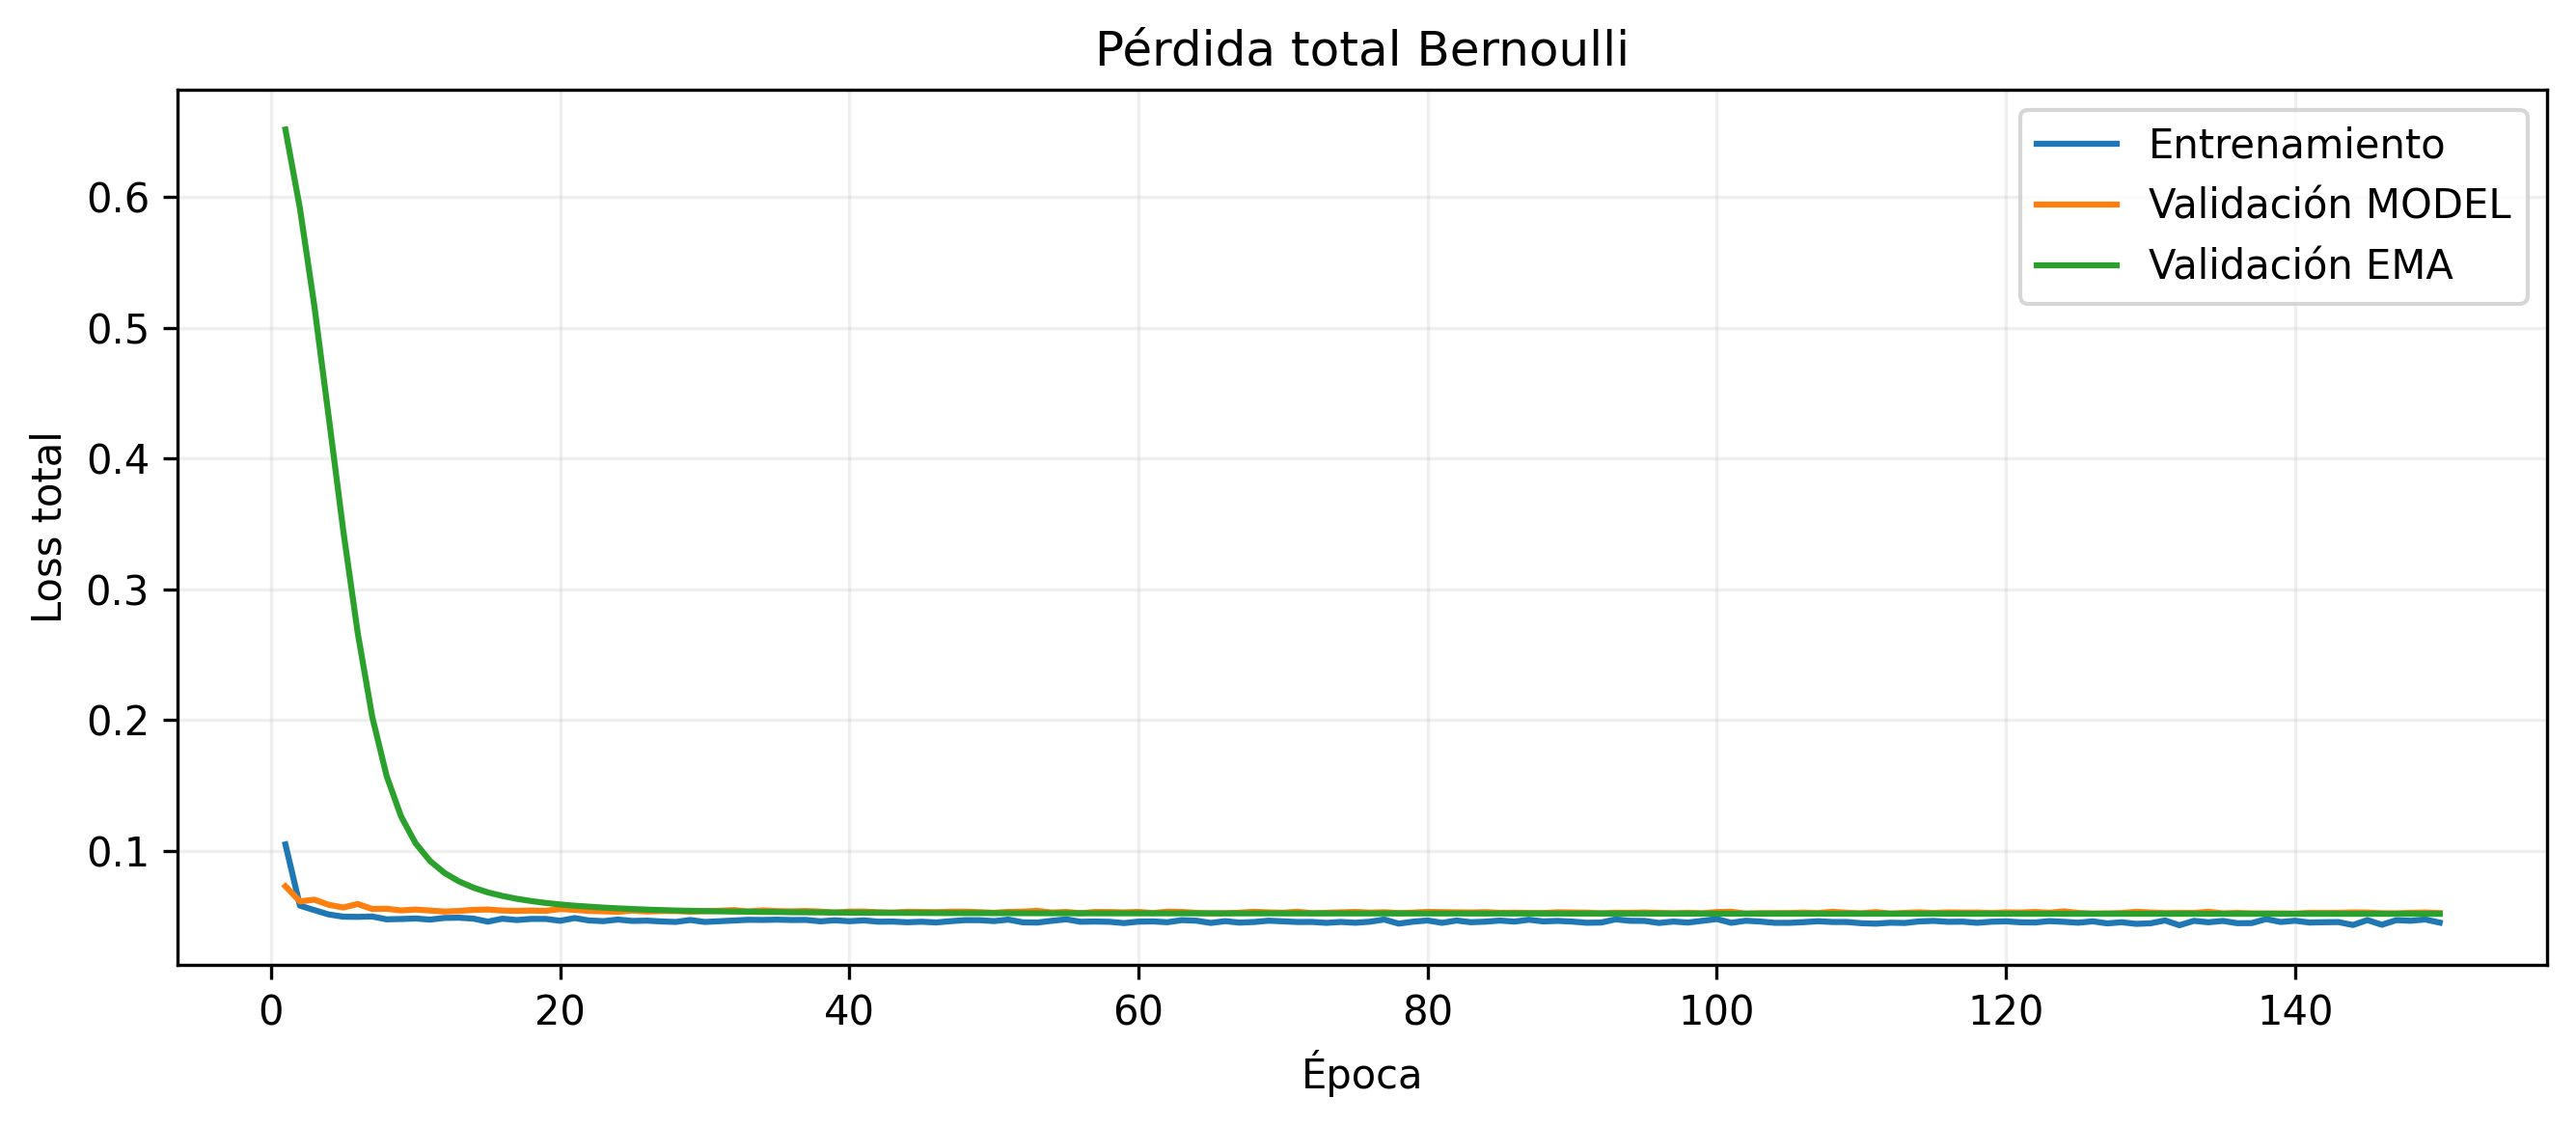 Pérdida total Bernoulli
Entrenamiento
Validación MODEL
Validación EMA
Loss total
0.6
0.5
0.4
0.3
0.2
0.1
0 20 40 60 80 100 120 140
Época